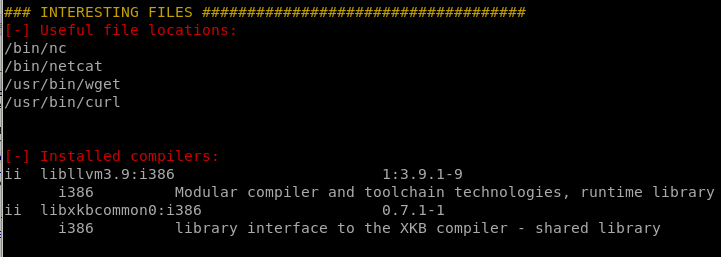 ### INTERESTING FILES ####################################
[-] Useful file locations:
/bin/nc
/bin/netcat
/usr/bin/wget
/usr/bin/curl
[-] Installed compilers:
ii  libllvm3.9:i386                       1:3.9.1-9
      i386         Modular compiler and toolchain technologies, runtime library
ii  libxkbcommon0:i386                    0.7.1-1
      i386         library interface to the XKB compiler - shared library